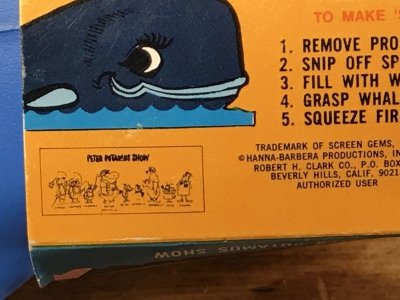 TO MAKE
1. REMOVE PRO
2. SNIP OFF SP
3. FILL WITH W
4. GRASP WHAL
5. SQUEEZE FIR
TRADEMARK OF SCREEN GEMS,
© HANNA-BARBERA PRODUCTIONS, IN
ROBERT H. CLARK CO., P.O. BOX
BEVERLY HILLS, CALIF. 9021
AUTHORIZED USER
PETER POTAMUS SHOW
POTAMUS SHOW